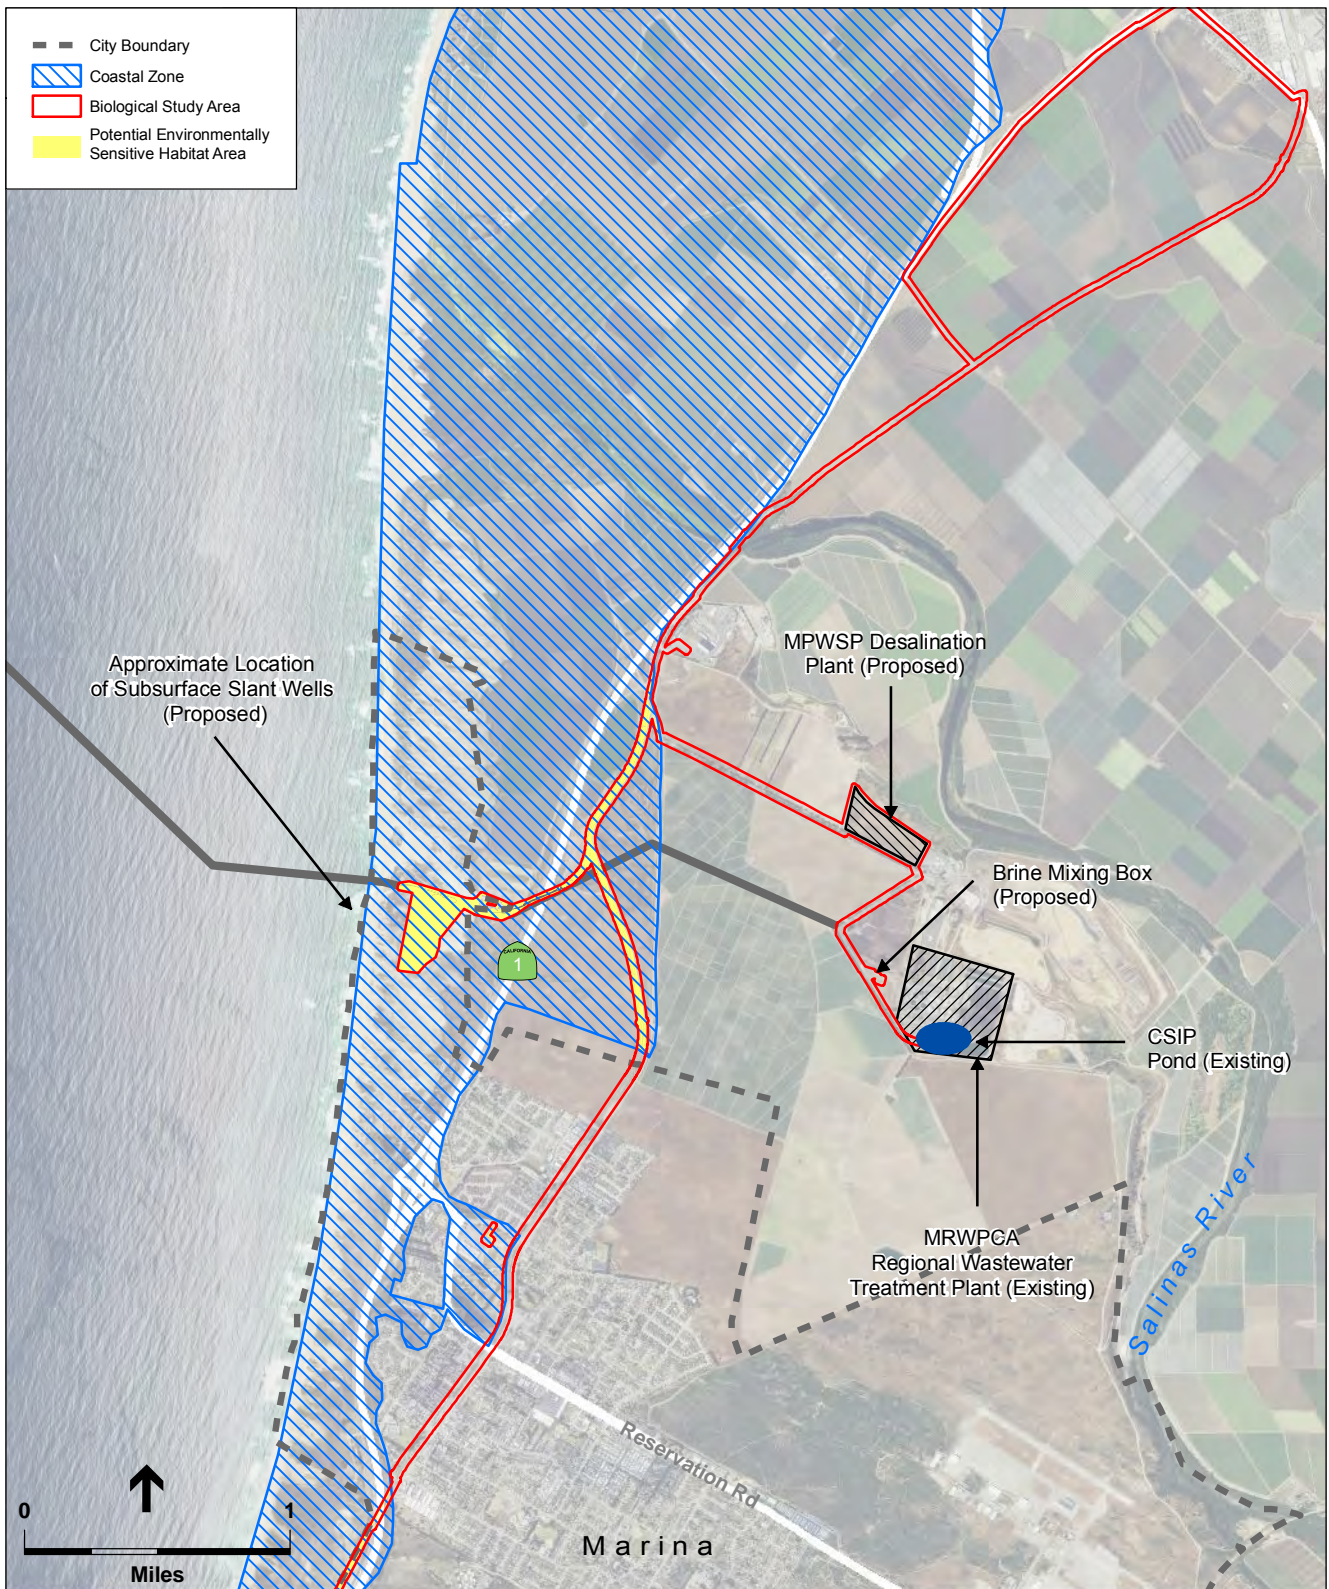 City Boundary
Coastal Zone
Biological Study Area
Potential Environmentally
Sensitive Habitat Area
Approximate Location
of Subsurface Slant Wells
(Proposed)
MPWSP Desalination
Plant (Proposed)
Brine Mixing Box
(Proposed)
CALIFORNIA
1
CSIP
Pond (Existing)
MRWPCA
Regional Wastewater
Treatment Plant (Existing)
Salinas River
Reservation Rd
Marina
0 1
Miles